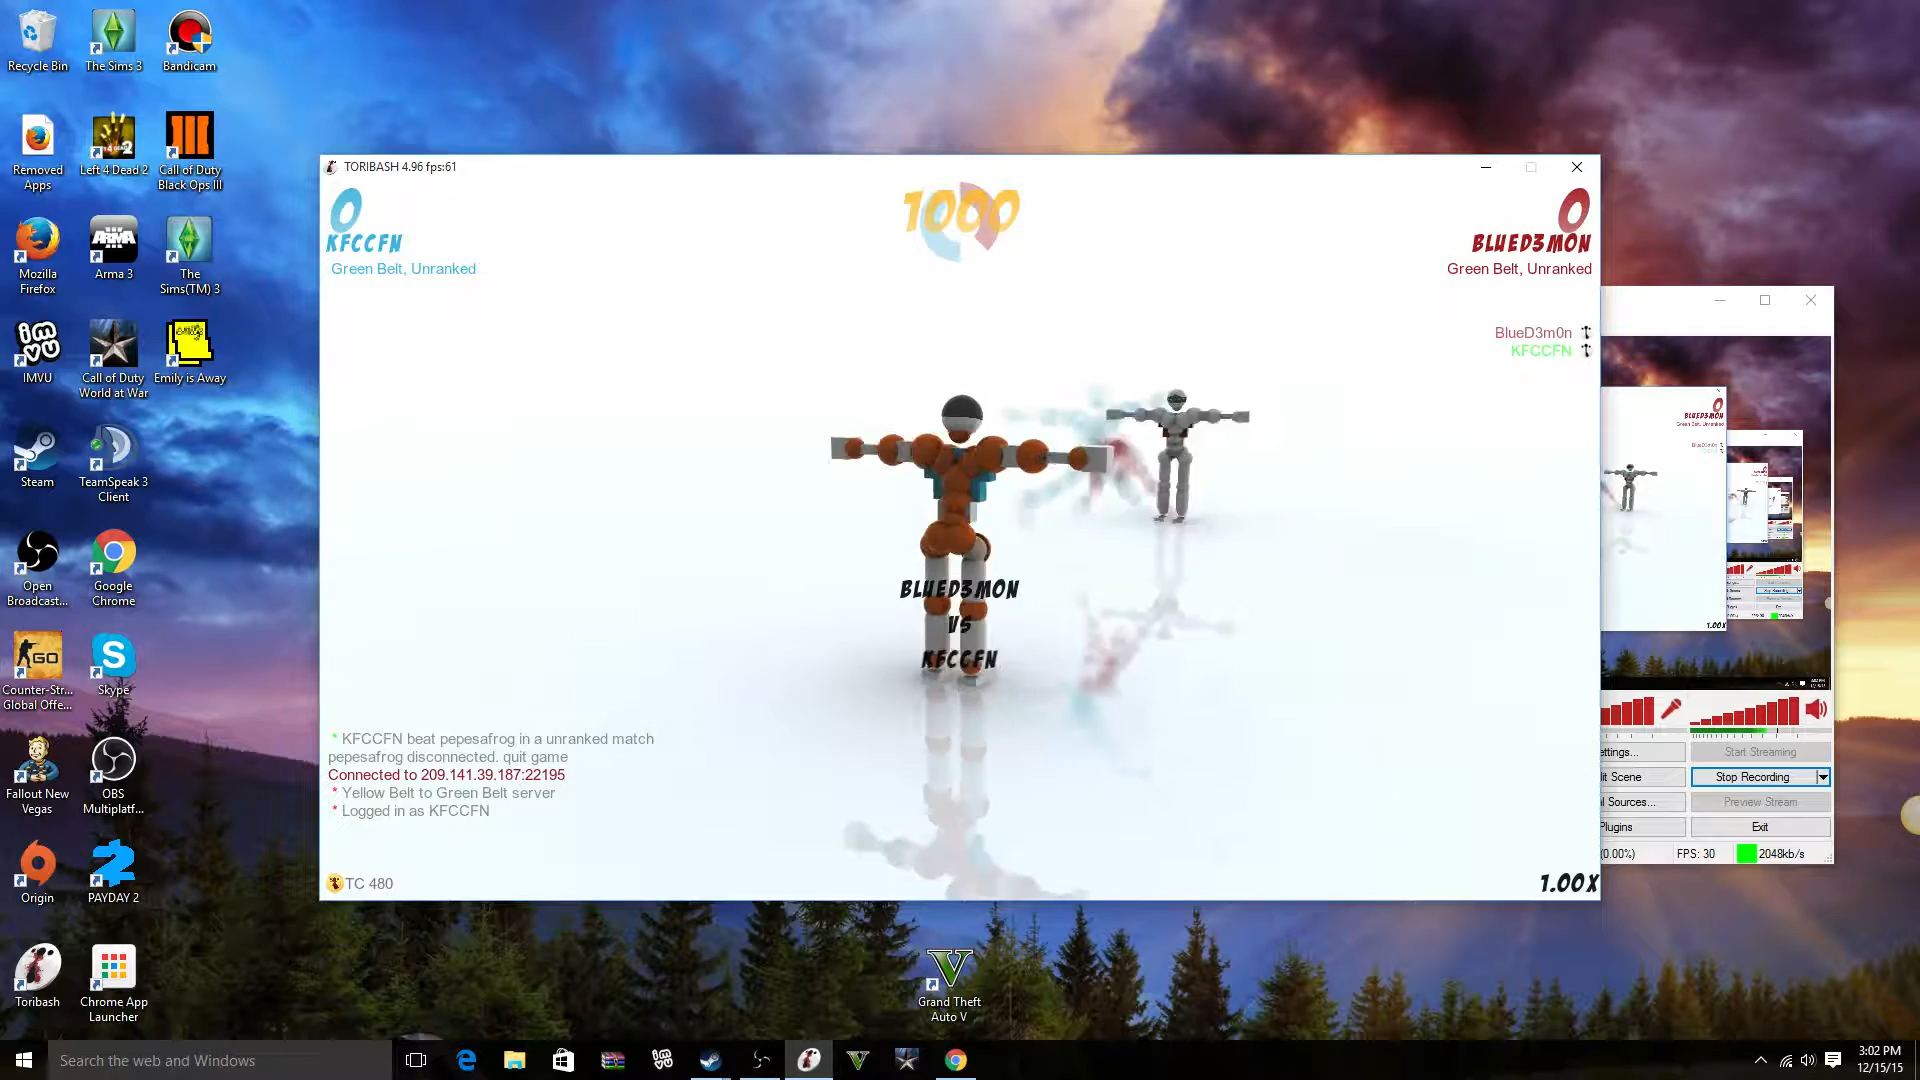 Recycle Bin
The Sims 3
Bandicam
Removed
Apps
Left 4 Dead 2
Call of Duty
Black Ops III
Mozilla
Firefox
Arma 3
The
Sims(TM) 3
IMVU
Call of Duty
World at War
Emily is Away
Steam
TeamSpeak 3
Client
Open
Broadcast...
Google
Chrome
Counter-Str...
Global Offe...
Skype
Fallout New
Vegas
OBS
Multiplatf...
Origin
PAYDAY 2
Toribash
Chrome App
Launcher
Grand Theft
Auto V
TORIBASH 4.96 fps:61
0
KFCCFN
Green Belt, Unranked
1000
0
BLUED3MON
Green Belt, Unranked
BlueD3m0n
KFCCFN
BLUED3MON
VS
KFCCFN
* KFCCFN beat pepesafrog in a unranked match
pepesafrog disconnected. quit game
Connected to 209.141.39.187:22195
* Yellow Belt to Green Belt server
* Logged in as KFCCFN
TC 480
1.00X
ettings...
Start Streaming
it Scene
Stop Recording
l Sources...
Preview Stream
Plugins
Exit
(0.00%)
FPS: 30
2048kb/s
Search the web and Windows
3:02 PM
12/15/15